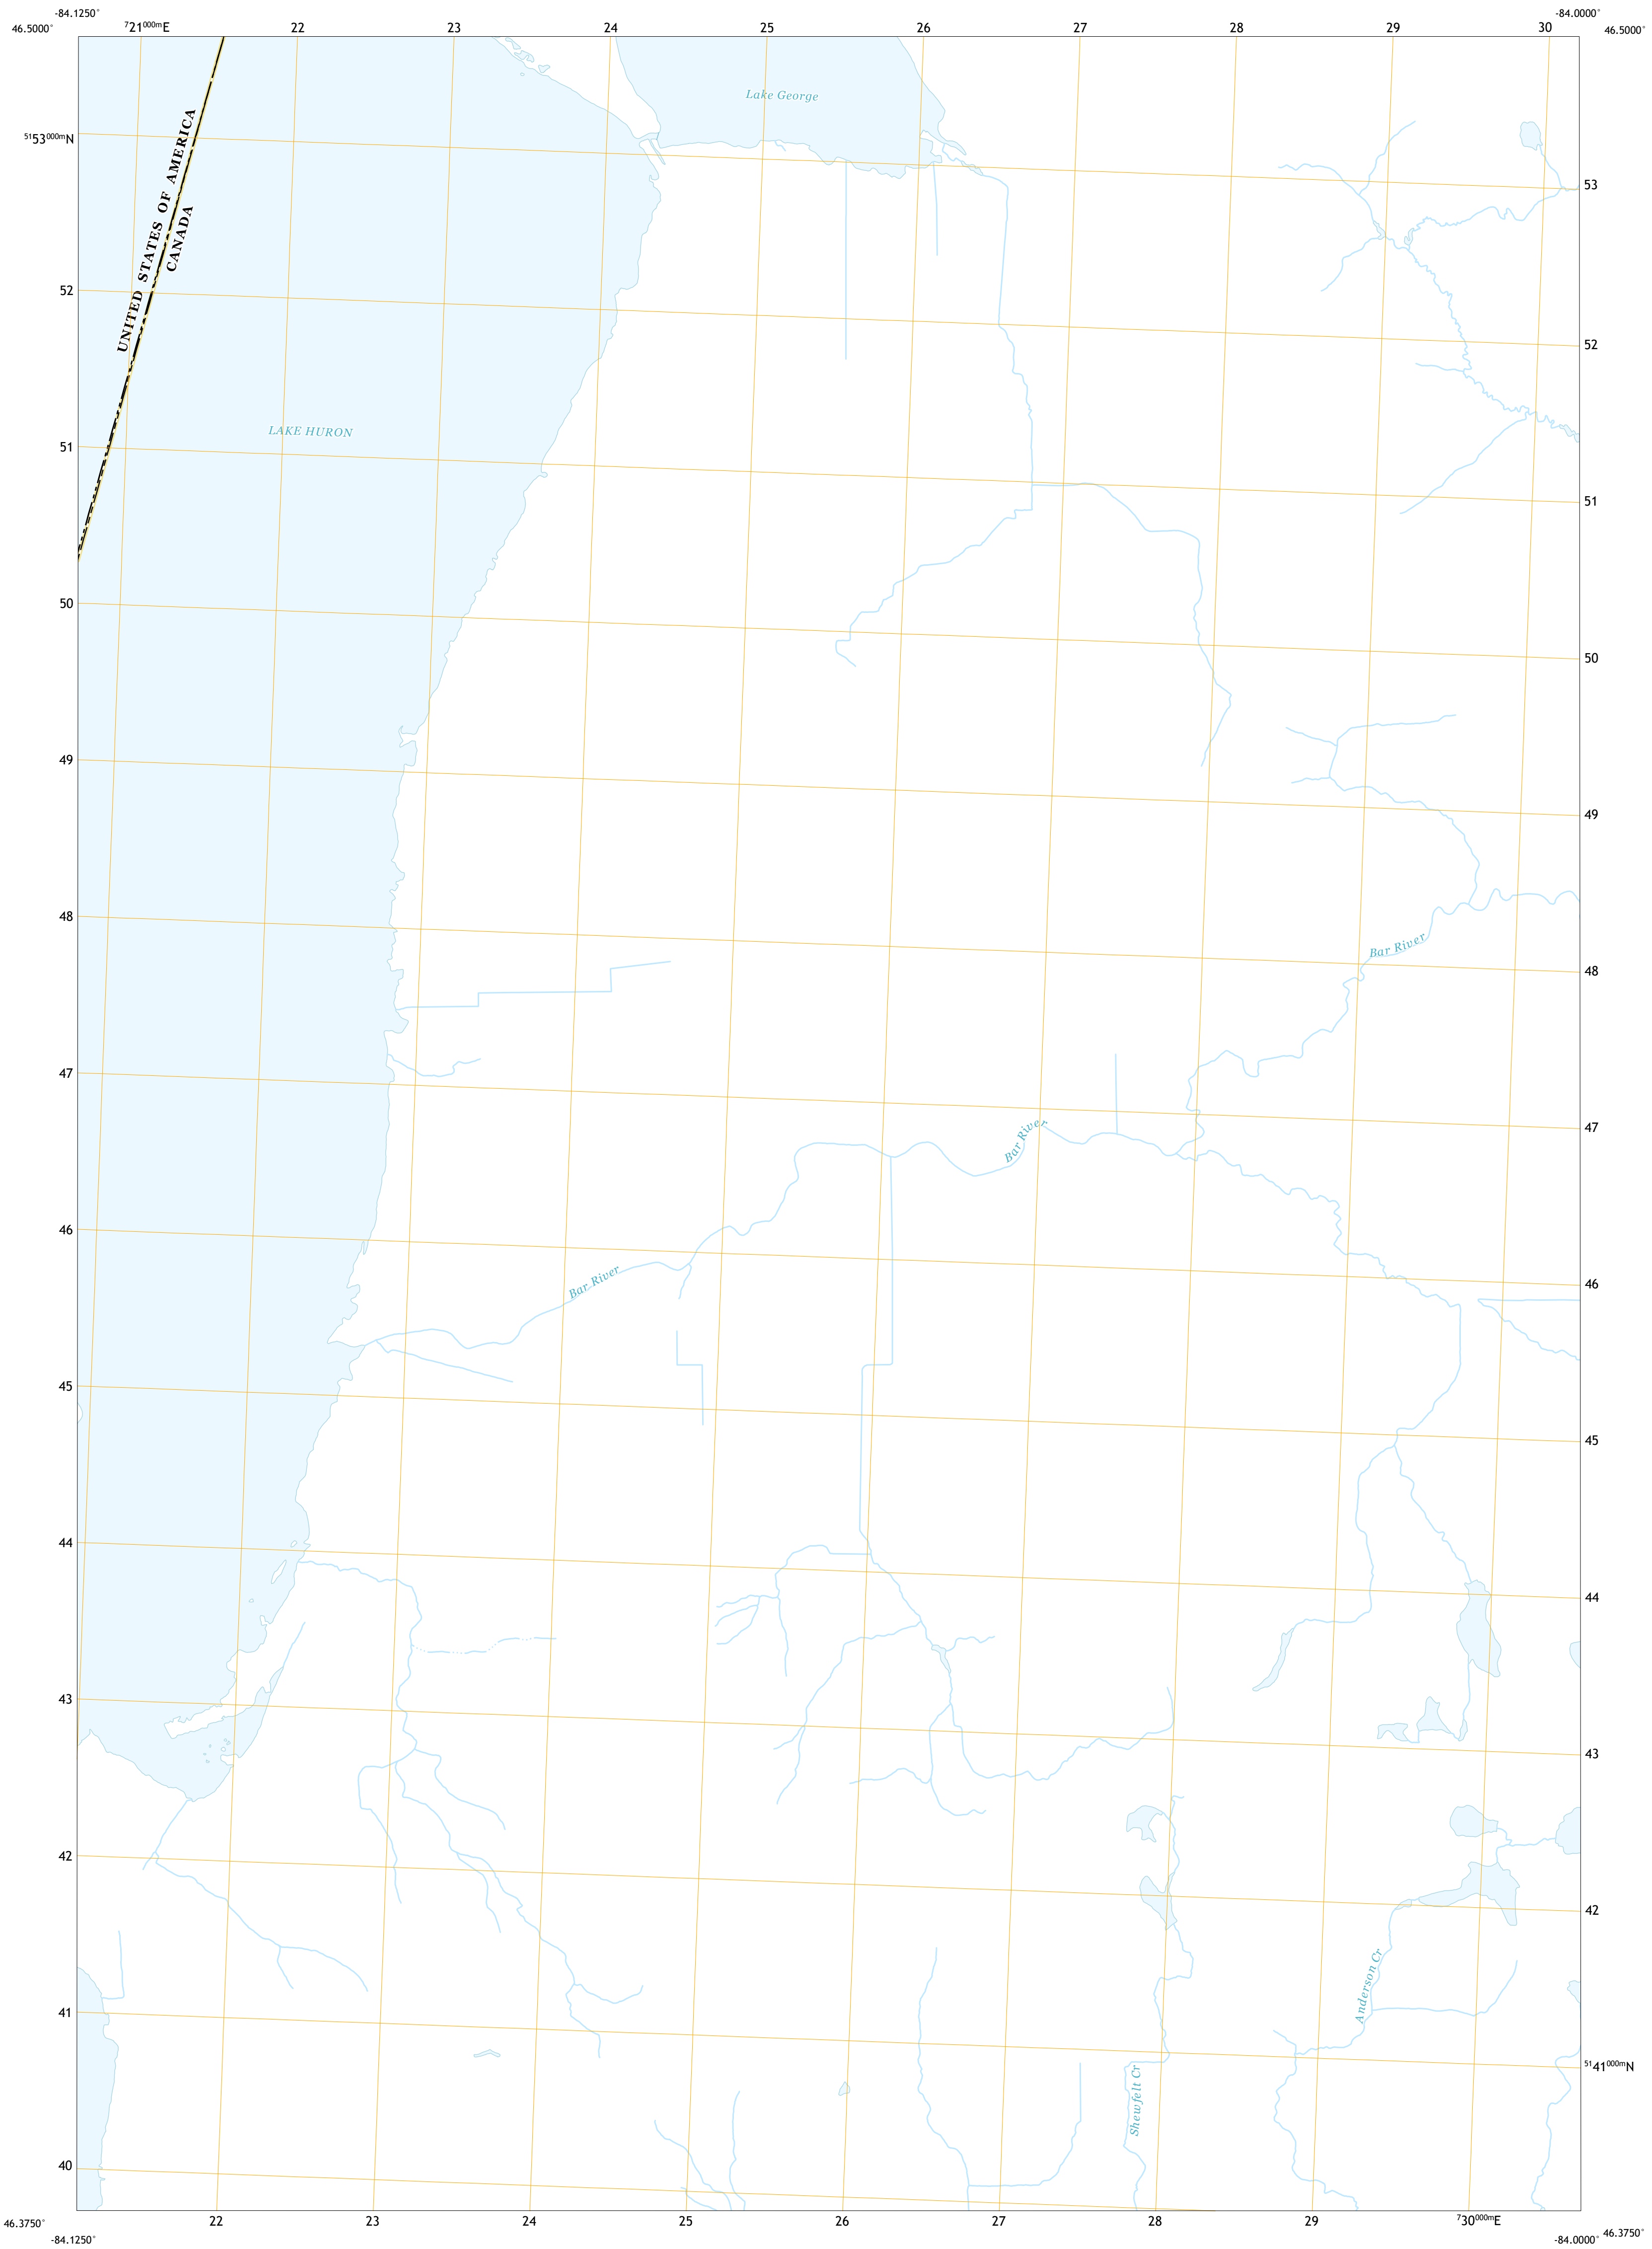 -84.1250° -84.0000°
46.5000° 721000mE 22 23 24 25 26 27 28 29 30 46.5000°
Lake George
5153000mN
53
UNITED STATES OF AMERICA
CANADA
52
52
LAKE HURON
51
51
50
50
49
49
48
Bar River
48
47
Bar River
47
46
Bar River
46
45
45
44
44
43
43
42
42
Anderson Cr
41
5141000mN
Shewfelt Cr
40
46.3750° 22 23 24 25 26 27 28 29 730000mE 46.3750°
-84.1250° -84.0000°